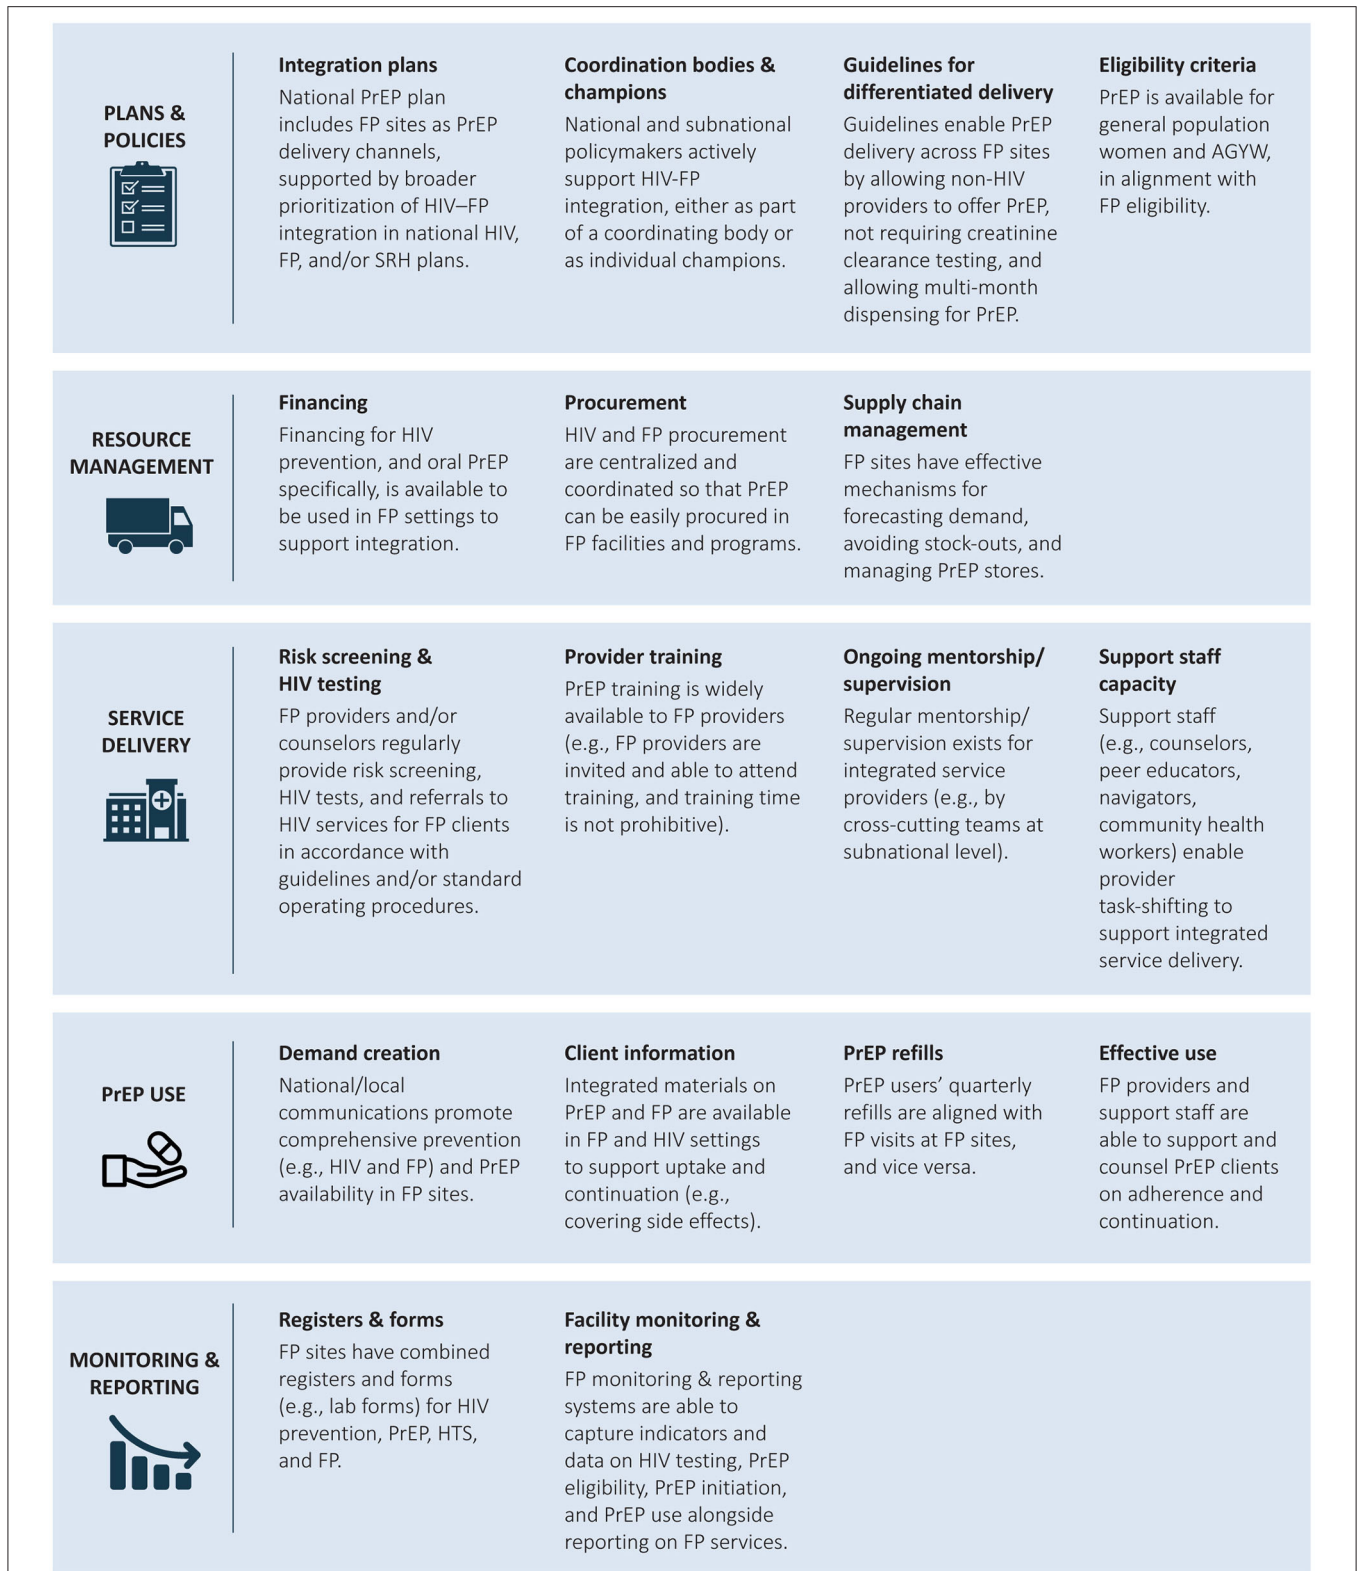 PLANS &
POLICIES
Integration plans
National PrEP plan
includes FP sites as PrEP
delivery channels,
supported by broader
prioritization of HIV–FP
integration in national HIV,
FP, and/or SRH plans.
Coordination bodies &
champions
National and subnational
policymakers actively
support HIV-FP
integration, either as part
of a coordinating body or
as individual champions.
Guidelines for
differentiated delivery
Guidelines enable PrEP
delivery across FP sites
by allowing non-HIV
providers to offer PrEP,
not requiring creatinine
clearance testing, and
allowing multi-month
dispensing for PrEP.
Eligibility criteria
PrEP is available for
general population
women and AGYW,
in alignment with
FP eligibility.
RESOURCE
MANAGEMENT
Financing
Financing for HIV
prevention, and oral PrEP
specifically, is available to
be used in FP settings to
support integration.
Procurement
HIV and FP procurement
are centralized and
coordinated so that PrEP
can be easily procured in
FP facilities and programs.
Supply chain
management
FP sites have effective
mechanisms for
forecasting demand,
avoiding stock-outs, and
managing PrEP stores.
SERVICE
DELIVERY
Risk screening &
HIV testing
FP providers and/or
counselors regularly
provide risk screening,
HIV tests, and referrals to
HIV services for FP clients
in accordance with
guidelines and/or standard
operating procedures.
Provider training
PrEP training is widely
available to FP providers
(e.g., FP providers are
invited and able to attend
training, and training time
is not prohibitive).
Ongoing mentorship/
supervision
Regular mentorship/
supervision exists for
integrated service
providers (e.g., by
cross-cutting teams at
subnational level).
Support staff
capacity
Support staff
(e.g., counselors,
peer educators,
navigators,
community health
workers) enable
provider
task-shifting to
support integrated
service delivery.
PrEP USE
Demand creation
National/local
communications promote
comprehensive prevention
(e.g., HIV and FP) and PrEP
availability in FP sites.
Client information
Integrated materials on
PrEP and FP are available
in FP and HIV settings
to support uptake and
continuation (e.g.,
covering side effects).
PrEP refills
PrEP users’ quarterly
refills are aligned with
FP visits at FP sites,
and vice versa.
Effective use
FP providers and
support staff are
able to support and
counsel PrEP clients
on adherence and
continuation.
MONITORING &
REPORTING
Registers & forms
FP sites have combined
registers and forms
(e.g., lab forms) for HIV
prevention, PrEP, HTS,
and FP.
Facility monitoring &
reporting
FP monitoring & reporting
systems are able to
capture indicators and
data on HIV testing, PrEP
eligibility, PrEP initiation,
and PrEP use alongside
reporting on FP services.